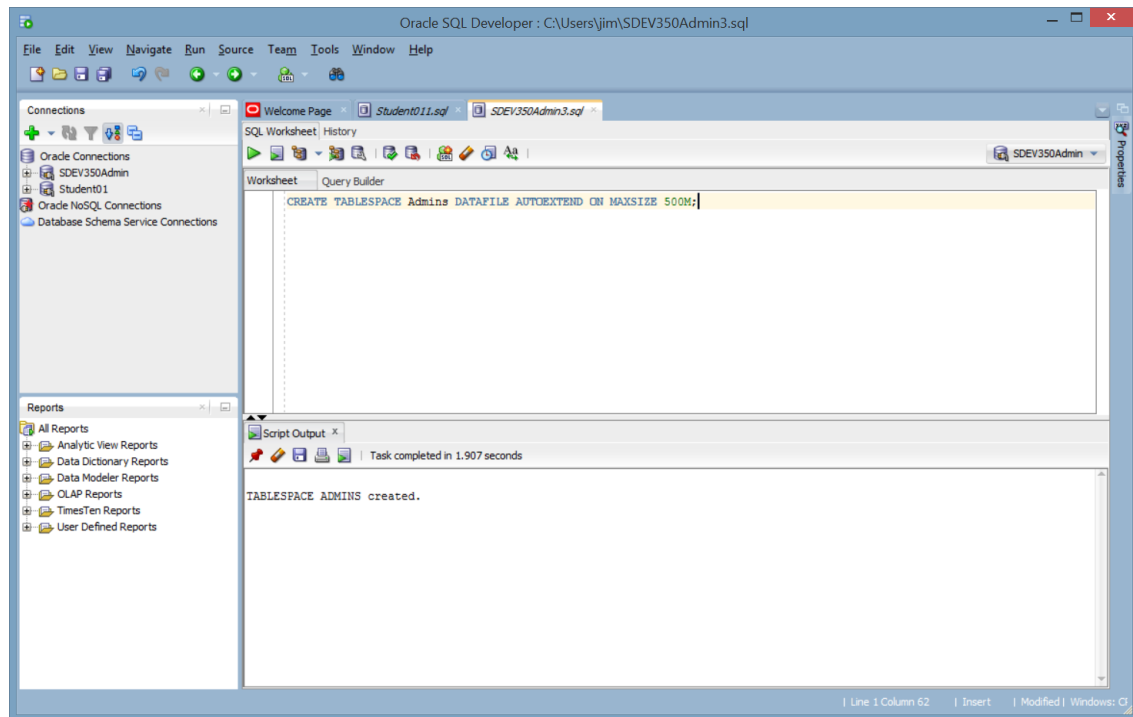 Oracle SQL Developer : C:\Users\jim\SDEV350Admin3.sql
File Edit View Navigate Run Source Team Tools Window Help
Connections
Oracle Connections
SDEV350Admin
Student01
Oracle NoSQL Connections
Database Schema Service Connections
Reports
All Reports
Analytic View Reports
Data Dictionary Reports
Data Modeler Reports
OLAP Reports
TimesTen Reports
User Defined Reports
Welcome Page Student011.sql SDEV350Admin3.sql
SQL Worksheet History
SDEV350Admin
Worksheet Query Builder
CREATE TABLESPACE Admins DATAFILE AUTOEXTEND ON MAXSIZE 500M;
Script Output
Task completed in 1.907 seconds
TABLESPACE ADMINS created.
Properties
Line 1 Column 62 | Insert | Modified | Windows: